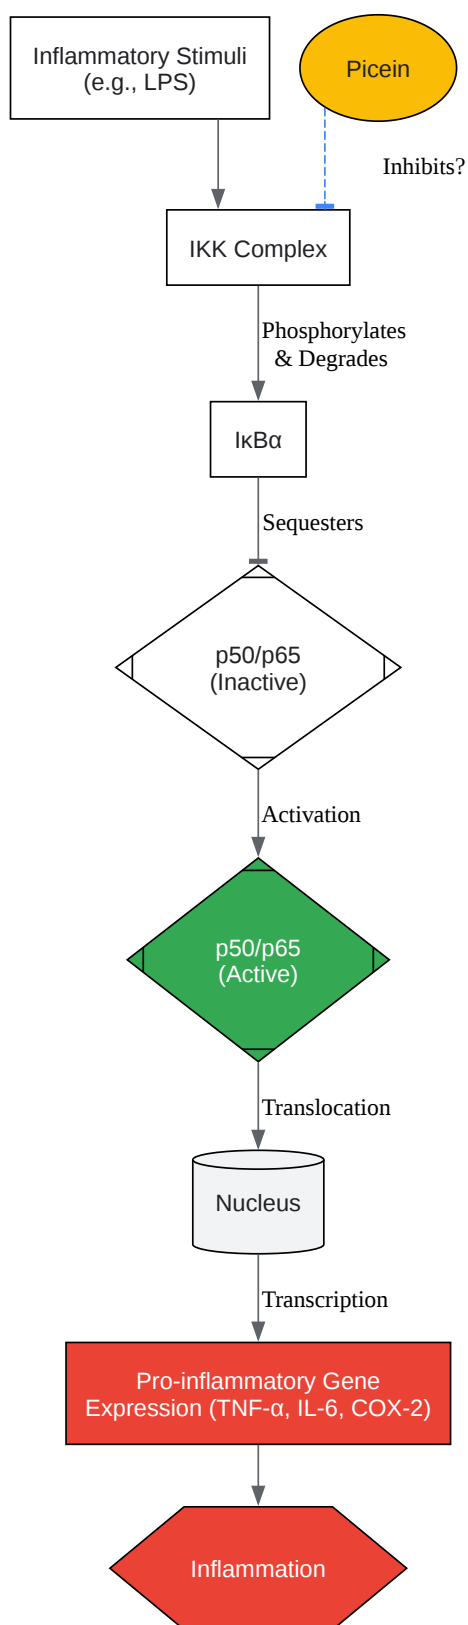 Inflammatory Stimuli
(e.g., LPS)
Picein
Inhibits?
IKK Complex
Phosphorylates
& Degrades
IκBα
Sequesters
p50/p65
(Inactive)
Activation
p50/p65
(Active)
Translocation
Nucleus
Transcription
Pro-inflammatory Gene
Expression (TNF-α, IL-6, COX-2)
Inflammation